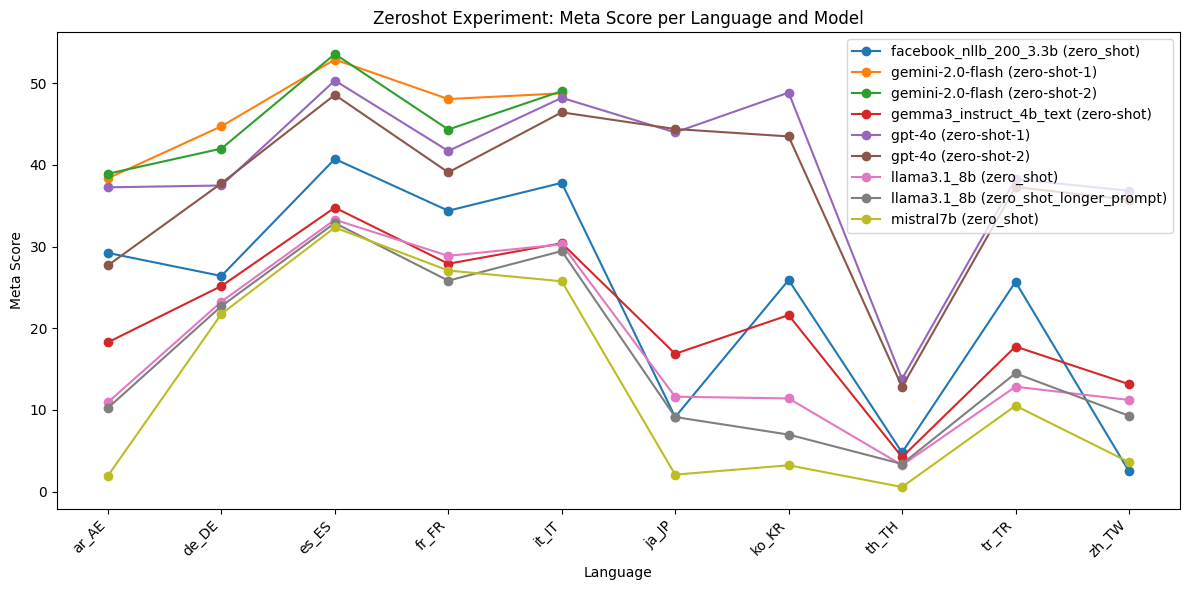 Zeroshot Experiment: Meta Score per Language and Model
facebook_nllb_200_3.3b (zero_shot)
gemini-2.0-flash (zero-shot-1)
gemini-2.0-flash (zero-shot-2)
gemma3_instruct_4b_text (zero-shot)
gpt-4o (zero-shot-1)
gpt-4o (zero-shot-2)
llama3.1_8b (zero_shot)
llama3.1_8b (zero_shot_longer_prompt)
mistral7b (zero_shot)
Meta Score
50
40
30
20
10
0
ar_AE
de_DE
es_ES
fr_FR
it_IT
ja_JP
ko_KR
th_TH
tr_TR
zh_TW
Language